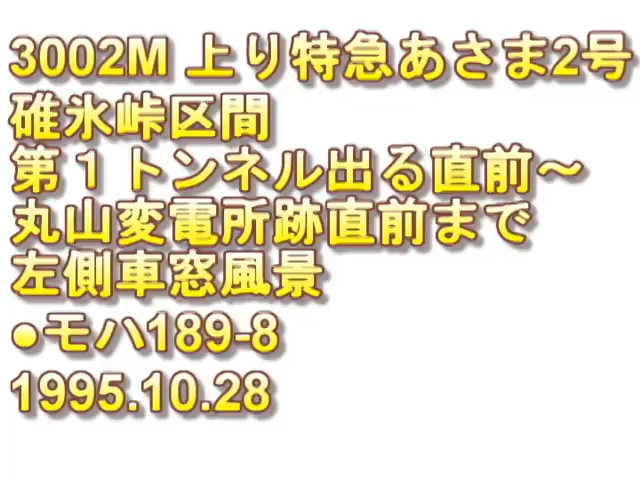 3002M 上り特急あさま2号
碓氷峠区間
第１トンネル出る直前～
丸山変電所跡直前まで
左側車窓風景
●モハ189-8
1995.10.28